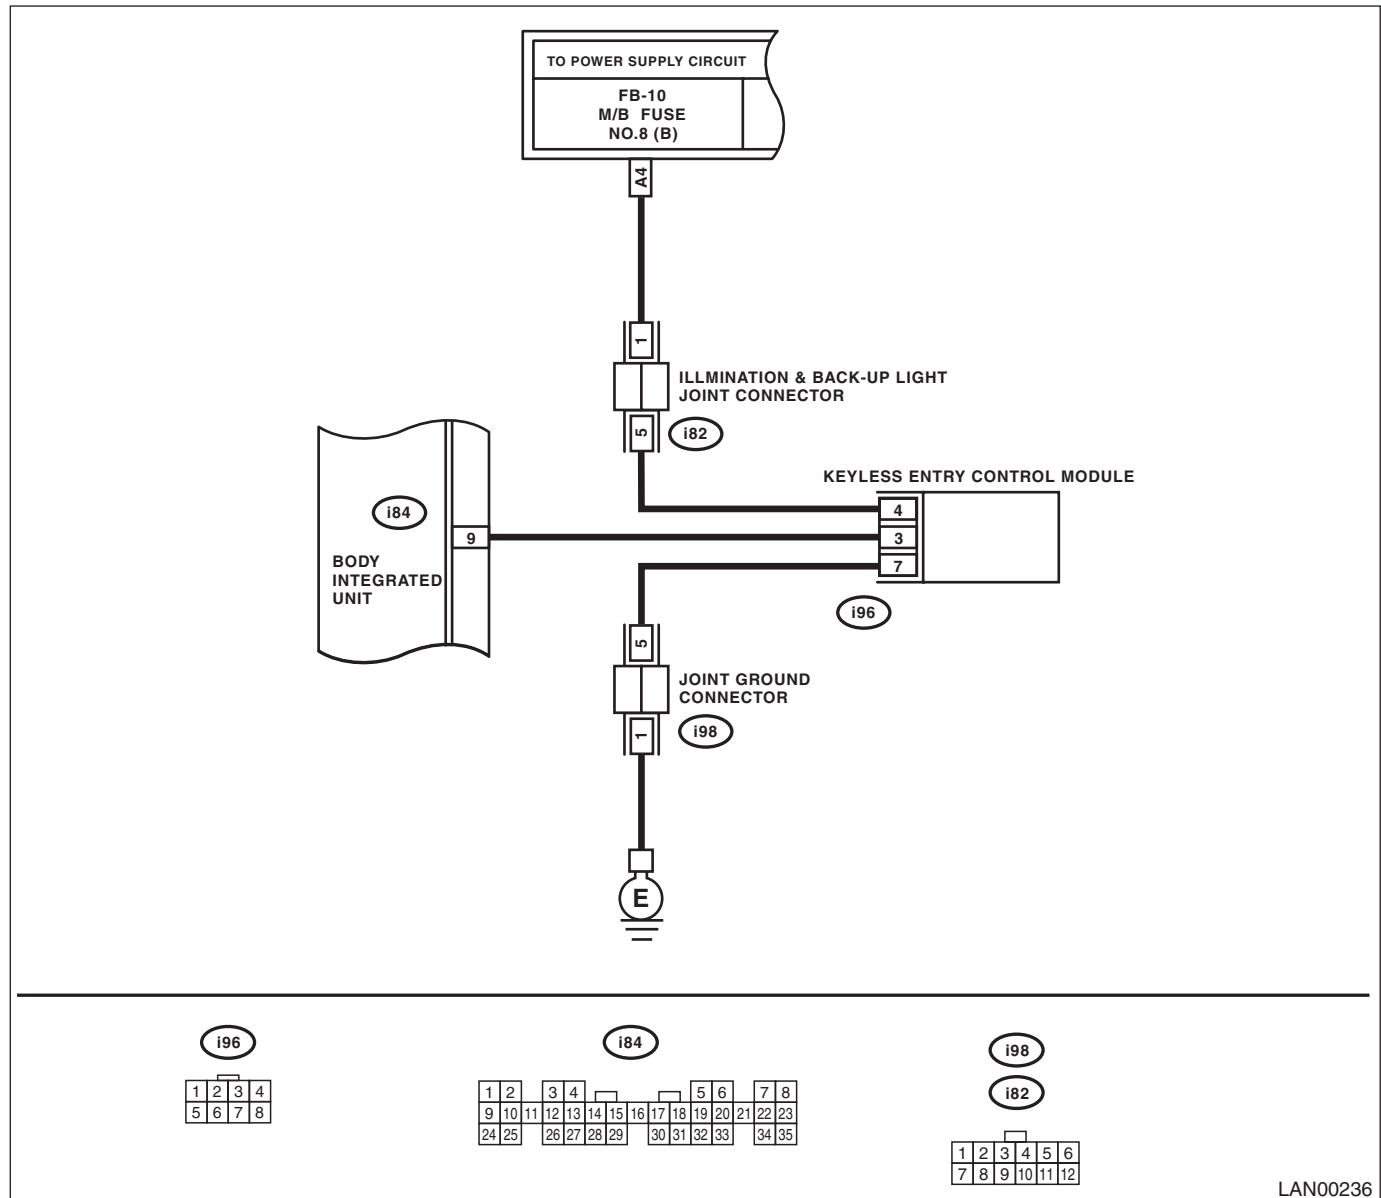 TO POWER SUPPLY CIRCUIT
FB-10
M/B FUSE
NO.8 (B)
A4
1
ILLMINATION & BACK-UP LIGHT
JOINT CONNECTOR
5
i82
KEYLESS ENTRY CONTROL MODULE
i84
9
BODY
INTEGRATED
UNIT
4
3
7
i96
5
JOINT GROUND
CONNECTOR
1
i98
E
i96
1 2 3 4
5 6 7 8
i84
1 2 3 4 5 6 7 8
9 10 11 12 13 14 15 16 17 18 19 20 21 22 23
24 25 26 27 28 29 30 31 32 33 34 35
i98
i82
1 2 3 4 5 6
7 8 9 10 11 12
LAN00236